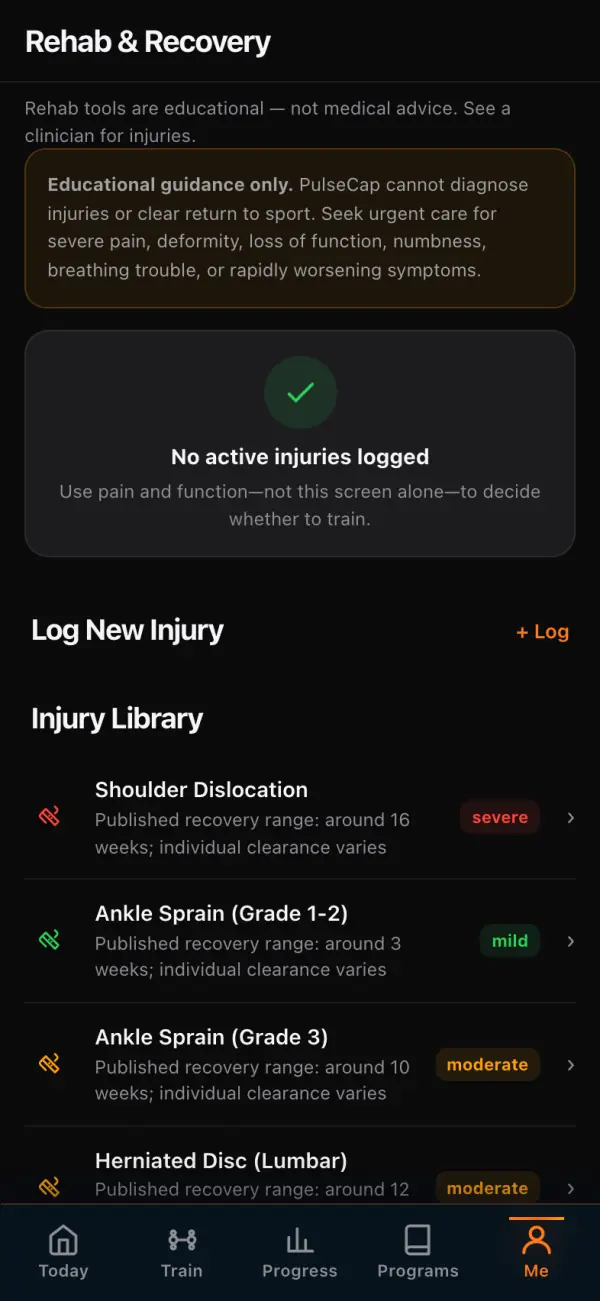 Rehab & Recovery
Rehab tools are educational — not medical advice. See a
clinician for injuries.
Educational guidance only. PulseCap cannot diagnose
injuries or clear return to sport. Seek urgent care for
severe pain, deformity, loss of function, numbness,
breathing trouble, or rapidly worsening symptoms.
No active injuries logged
Use pain and function—not this screen alone—to decide
whether to train.
Log New Injury
+ Log
Injury Library
Shoulder Dislocation
Published recovery range: around 16
weeks; individual clearance varies
severe
Ankle Sprain (Grade 1-2)
Published recovery range: around 3
weeks; individual clearance varies
mild
Ankle Sprain (Grade 3)
Published recovery range: around 10
weeks; individual clearance varies
moderate
Herniated Disc (Lumbar)
Published recovery range: around 12
moderate
Today
Train
Progress
Programs
Me